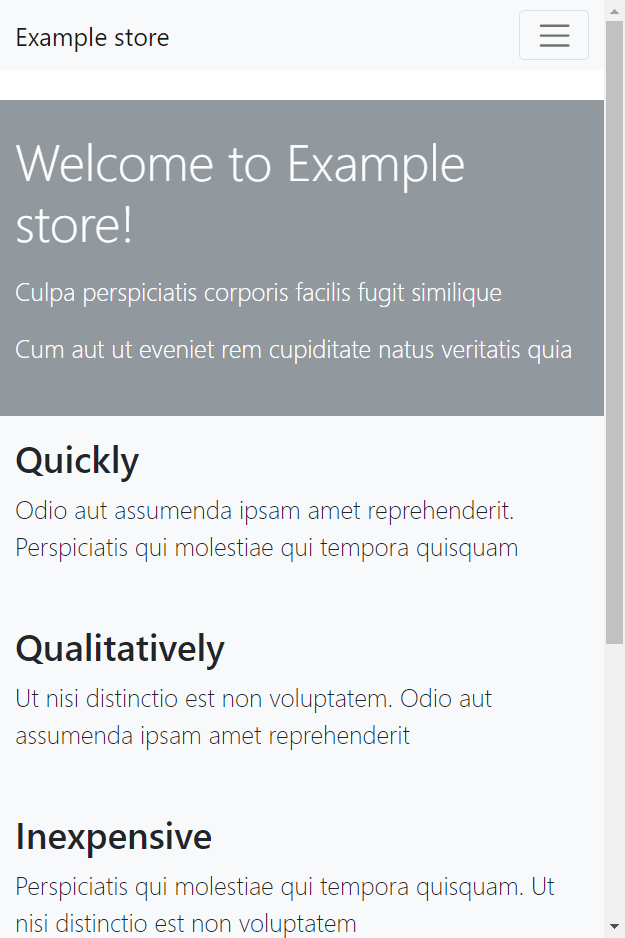 Example store
Welcome to Example
store!
Culpa perspiciatis corporis facilis fugit similique
Cum aut ut eveniet rem cupiditate natus veritatis quia
Quickly
Odio aut assumenda ipsam amet reprehenderit.
Perspiciatis qui molestiae qui tempora quisquam
Qualitatively
Ut nisi distinctio est non voluptatem. Odio aut
assumenda ipsam amet reprehenderit
Inexpensive
Perspiciatis qui molestiae qui tempora quisquam. Ut
nisi distinctio est non voluptatem